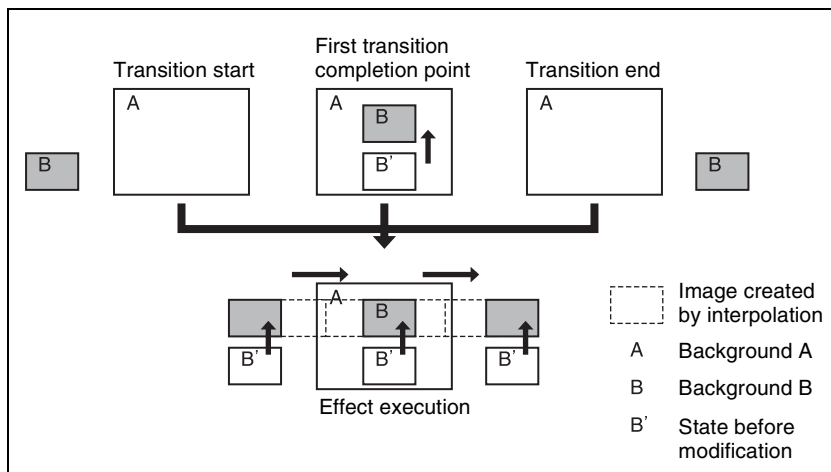 First transition
completion point
Transition start
Transition end
A
A
A
B
B
B
B'
A
B
B'
B'
B'
Effect execution
Image created
by interpolation
A Background A
B Background B
B' State before
modification